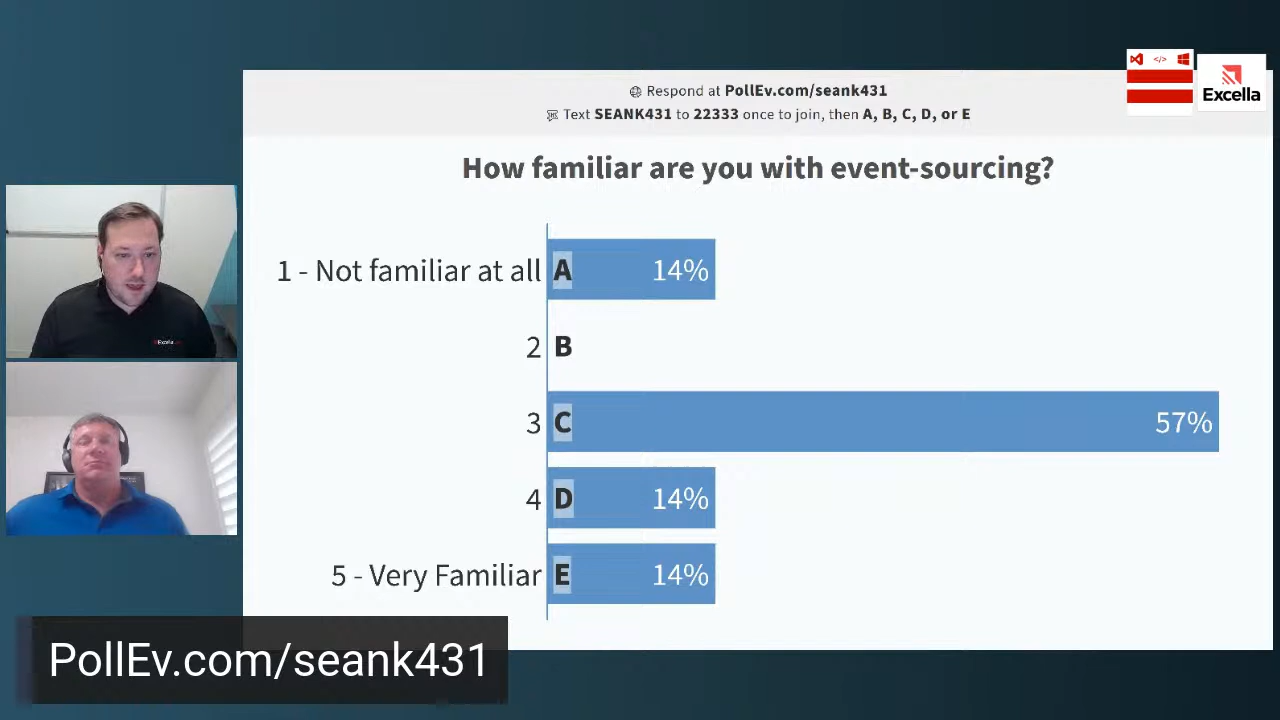 Respond at PollEv.com/seank431
Text SEANK431 to 22333 once to join, then A, B, C, D, or E
</>
Excella
How familiar are you with event-sourcing?
1 - Not familiar at all A 14%
2 B
3 C 57%
4 D 14%
5 - Very Familiar E 14%
Excella
PollEv.com/seank431